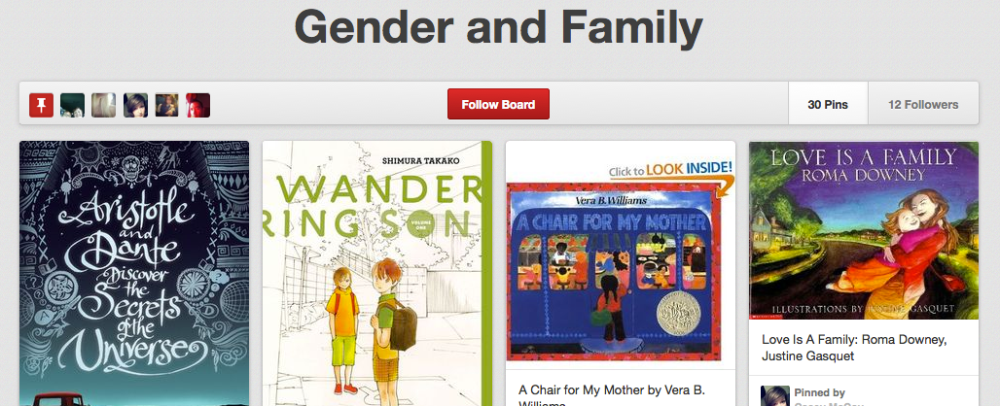 Gender and Family
Follow Board
30 Pins
12 Followers
Aristotle
and
Dante
Discover
the
Secrets
of the
Universe
SHIMURA TAKAKO
WANDER
RING SON
VOLUME
ONE
Click to LOOK INSIDE!
Vera B. Williams
A CHAIR FOR MY MOTHER
A Chair for My Mother by Vera B.
Williams
LOVE IS A FAMILY
ROMA DOWNEY
ILLUSTRATIONS BY JUSTINE GASQUET
Love Is A Family: Roma Downey,
Justine Gasquet
Pinned by